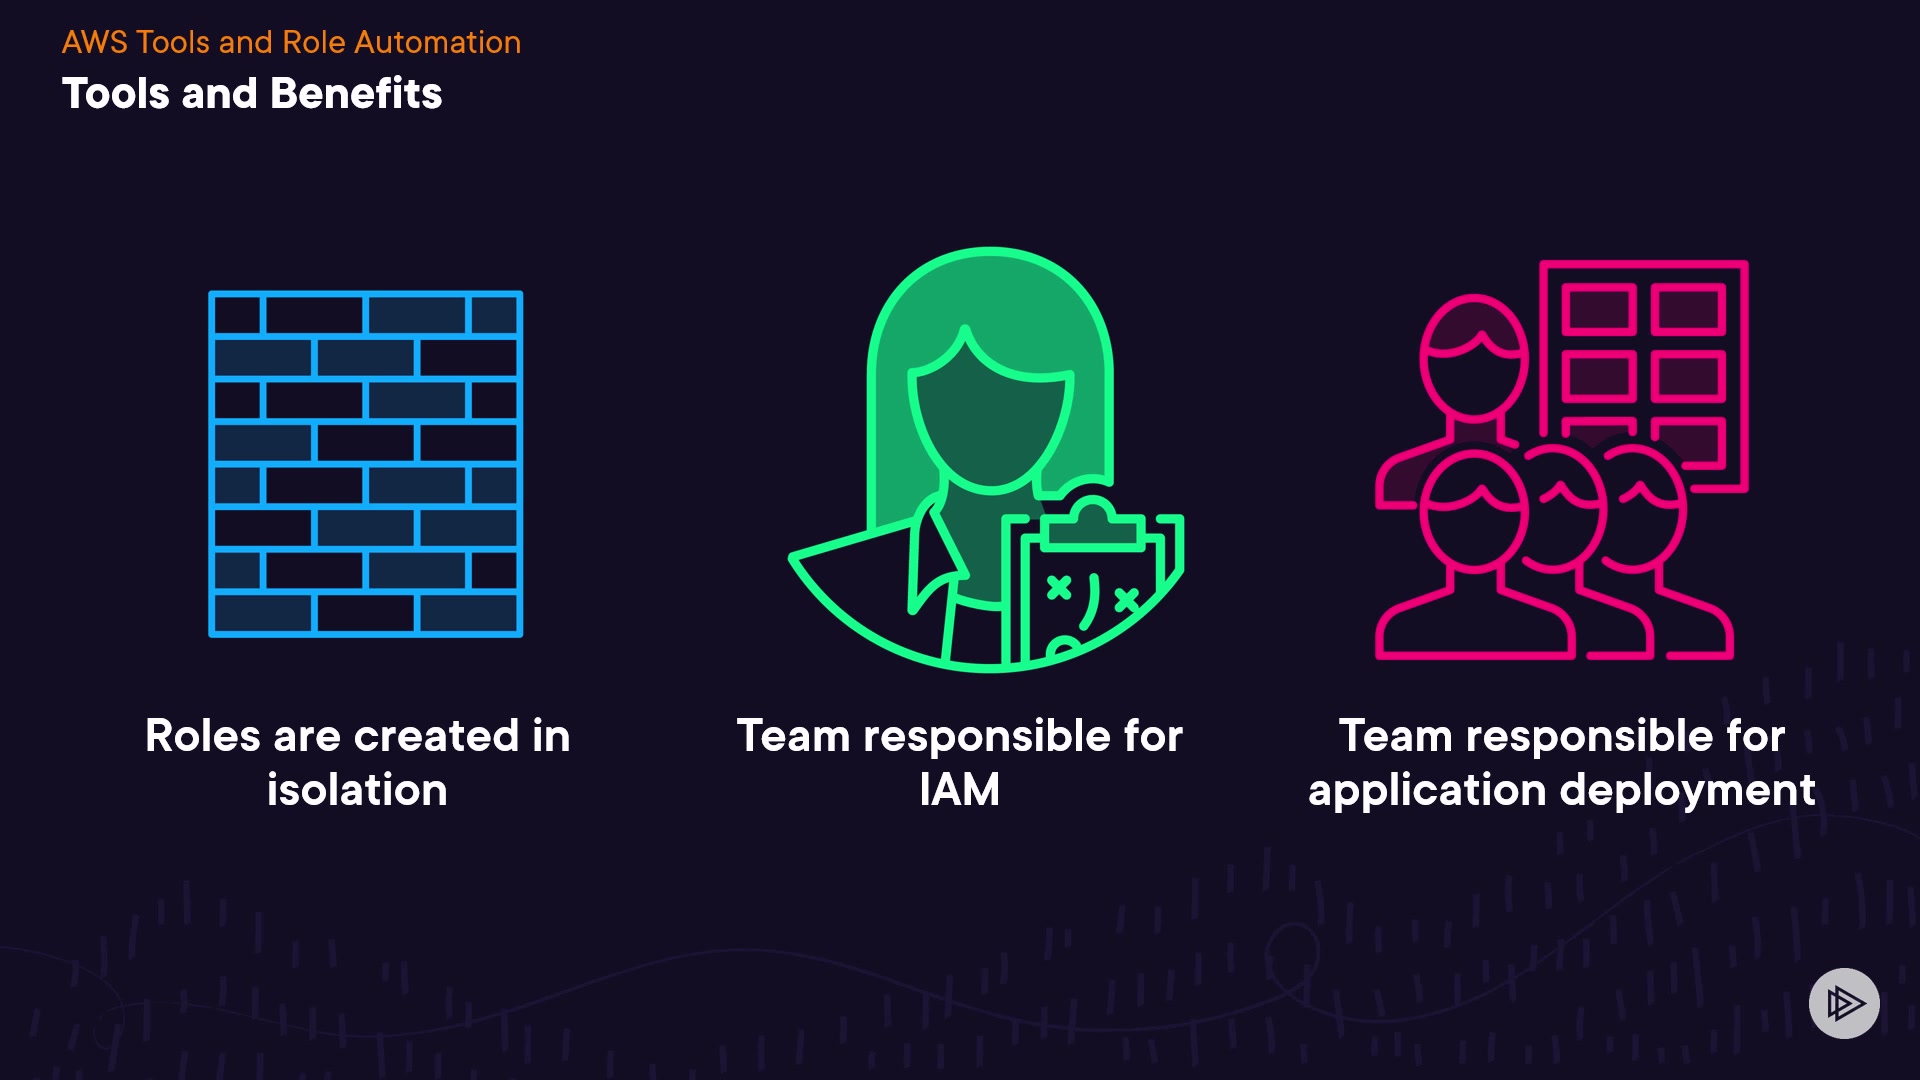 AWS Tools and Role Automation
Tools and Benefits
Roles are created in
isolation
Team responsible for
IAM
Team responsible for
application deployment